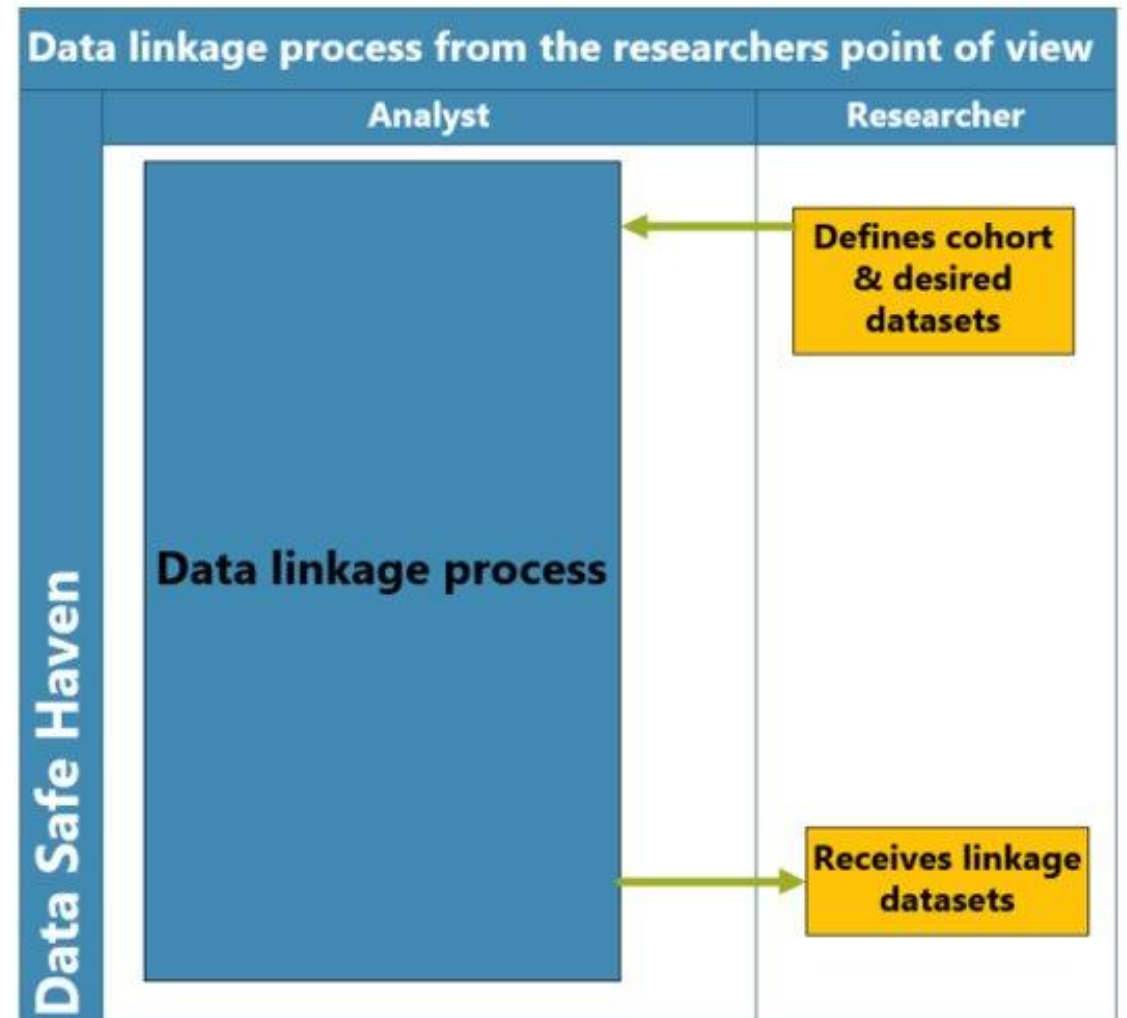 Data linkage process from the researchers point of view
Analyst
Researcher
Data Safe Haven
Defines cohort
& desired
datasets
Data linkage process
Receives linkage
datasets